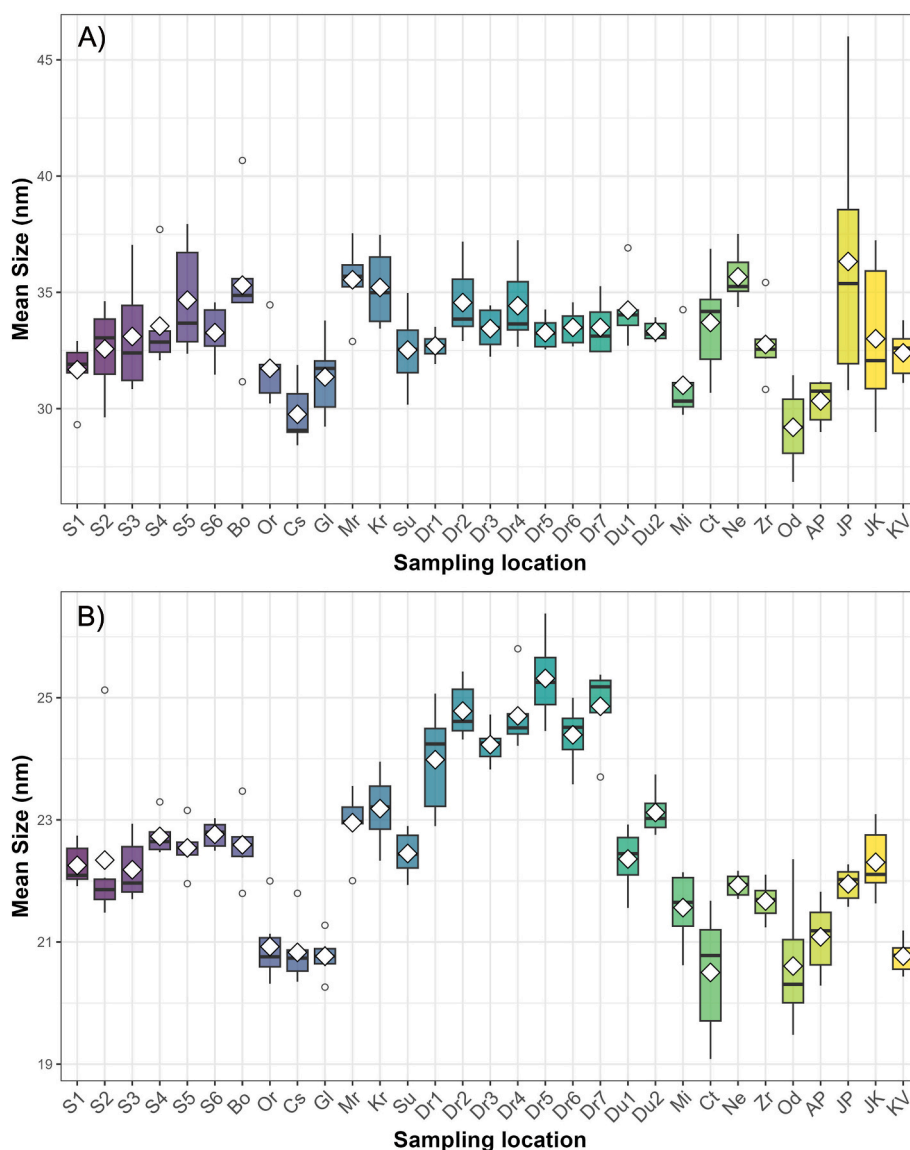 A)
Mean Size (nm)
45
40
35
30
S1 S2 S3 S4 S5 S6 Bo Or Cs Gl Mr Kr Su Dr1 Dr2 Dr3 Dr4 Dr5 Dr6 Dr7 Du1 Du2 Mi Ct Ne Zr Od AP JP JK KV
Sampling location
B)
Mean Size (nm)
25
23
21
19
S1 S2 S3 S4 S5 S6 Bo Or Cs Gl Mr Kr Su Dr1 Dr2 Dr3 Dr4 Dr5 Dr6 Dr7 Du1 Du2 Mi Ct Ne Zr Od AP JP JK KV
Sampling location